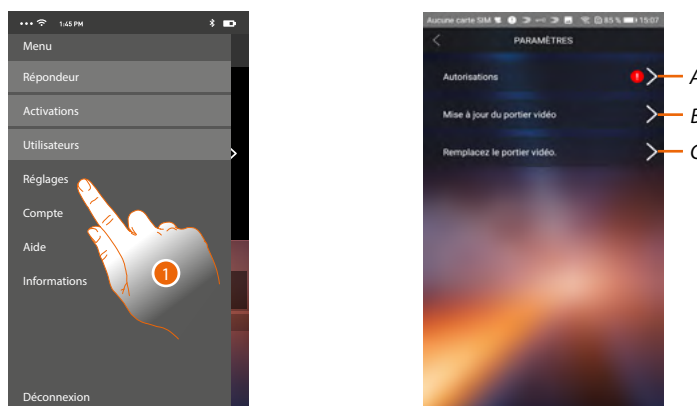 1:45 PM
Menu
Répondeur
Activations
Utilisateurs
Réglages
Compte
Aide
Informations
Déconnexion
1
Aucune carte SIM 85 % 15:07
PARAMÈTRES
Autorisations
Mise à jour du portier vidéo
Remplacez le portier vidéo.
A
B
C